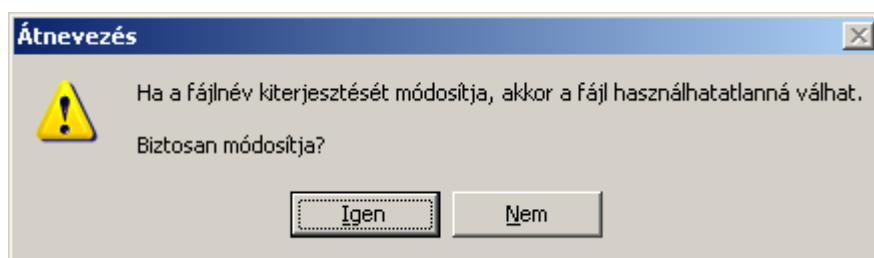 Átnevezés
Ha a fájlnév kiterjesztését módosítja, akkor a fájl használhatatlanná válhat.
Biztosan módosítja?
Igen Nem